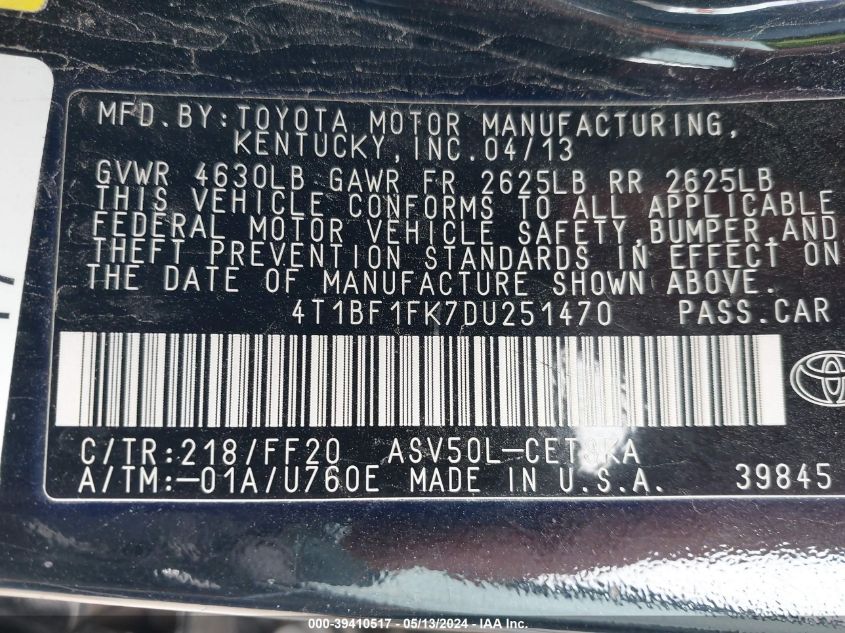 MFD.BY:TOYOTA MOTOR MANUFACTURING,
KENTUCKY,INC.04/13
GVWR 4630LB GAWR FR 2625LB RR 2625LB
THIS VEHICLE CONFORMS TO ALL APPLICABLE
FEDERAL MOTOR VEHICLE SAFETY,BUMPER,AND
THEFT PREVENTION STANDARDS IN EFFECT ON
THE DATE OF MANUFACTURE SHOWN ABOVE.
4T1BF1FK7DU251470 PASS.CAR
C/TR:218/FF20
A/TM:-01A/U760E MADE IN U.S.A. 39845
000-39410517 - 05/13/2024 - IAA Inc.